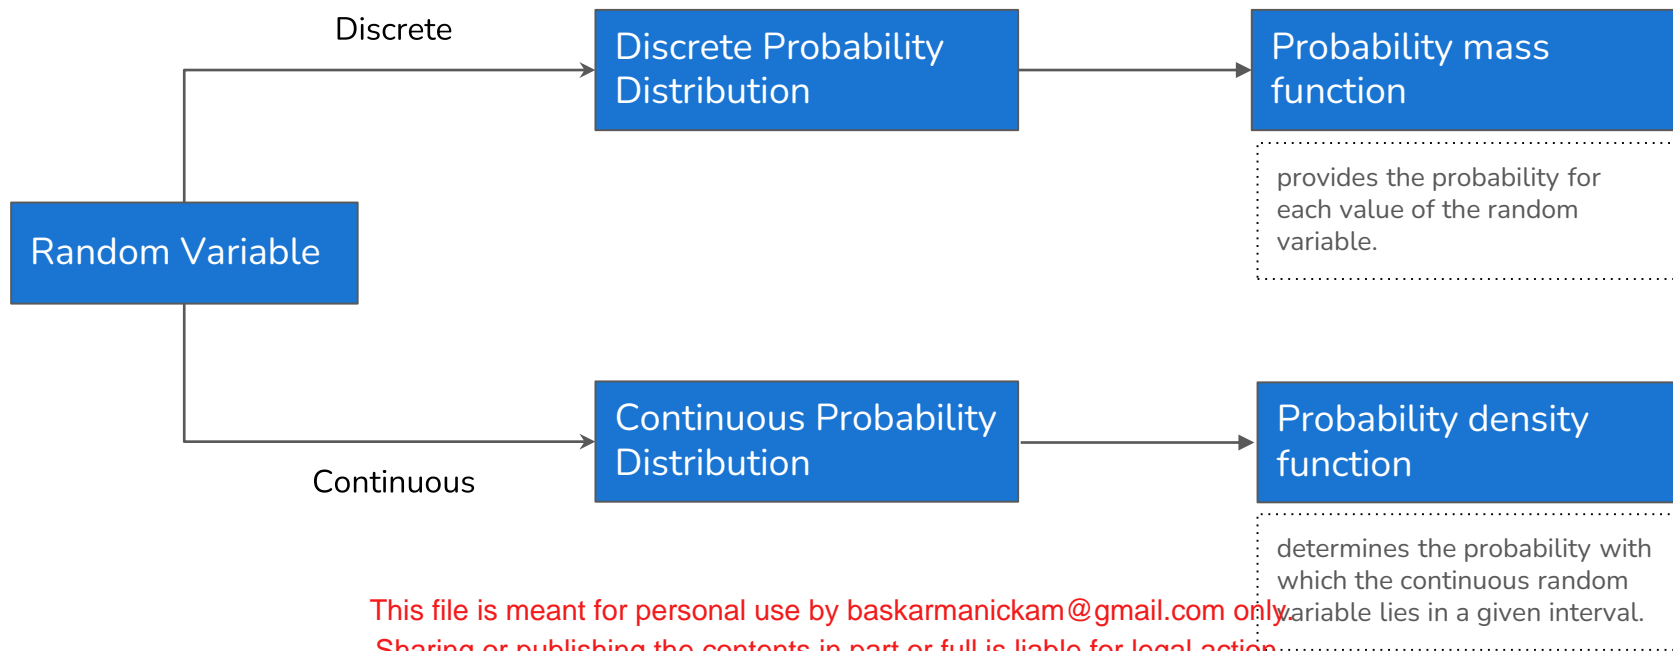 Discrete
Discrete Probability
Distribution
Probability mass
function
provides the probability for
each value of the random
variable.
Random Variable
Continuous Probability
Distribution
Probability density
function
Continuous
determines the probability with
which the continuous random
variable lies in a given interval.
This file is meant for personal use by baskarmanickam@gmail.com only.
Sharing or publishing the contents in part or full is liable for legal action.